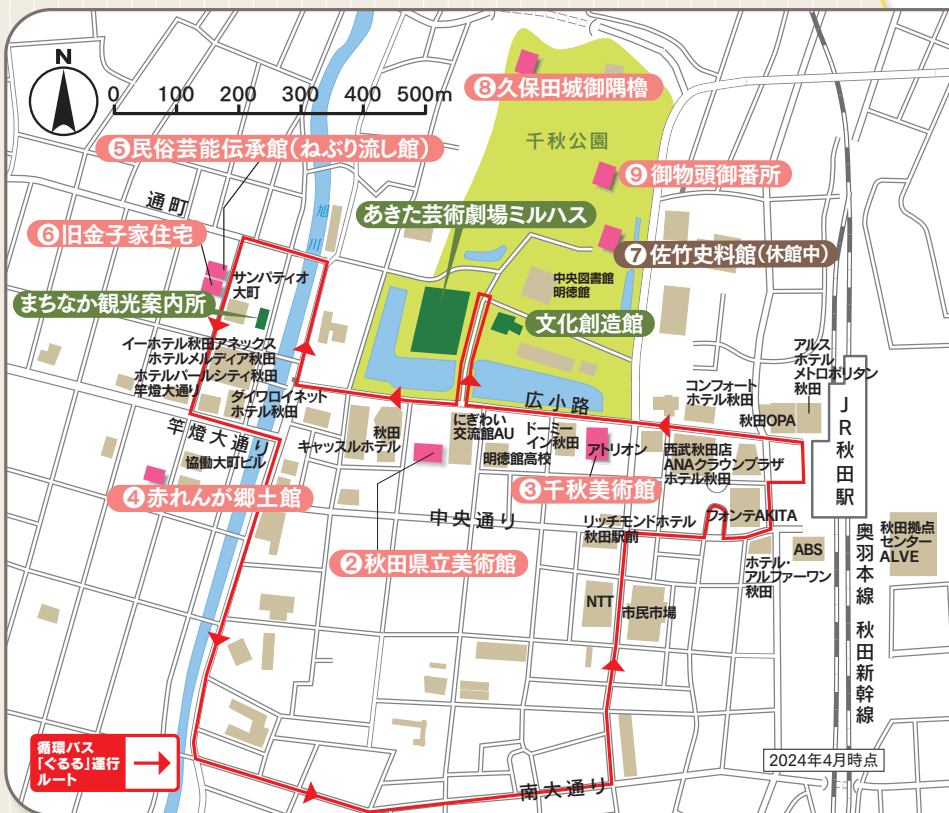 N
0 100 200 300 400 500m
❽久保田城御隅櫓
千秋公園
❺民俗芸能伝承館(ねぶり流し館)
❾御物頭御番所
通町
旭川
あきた芸術劇場ミルハス
❻旧金子家住宅
❼佐竹史料館(休館中)
サンパティオ
大町
中央図書館
明徳館
まちなか観光案内所
文化創造館
イーホテル秋田アネックス
ホテルメルディア秋田
ホテルパールシティ秋田
竿燈大通り
ダイワロイネット
ホテル秋田
アルス
ホテル
メトロポリタン
秋田
コンフォート
ホテル秋田
秋田OPA
JR秋田駅
広小路
竿燈大通り
協働大町ビル
秋田
キャッスルホテル
にぎわい
交流館AU
明徳館高校
ドーミー
イン秋田
アトリオン
西武秋田店
ANAクラウンプラザ
ホテル秋田
❹赤れんが郷土館
❸千秋美術館
中央通り
リッチモンドホテル
秋田駅前
フォンテAKITA
❷秋田県立美術館
ホテル・
アルファーワン
秋田
ABS
奥羽本線 秋田新幹線
秋田拠点
センター
ALVE
NTT
市民市場
循環バス
「ぐるる」運行
ルート
南大通り
2024年4月時点